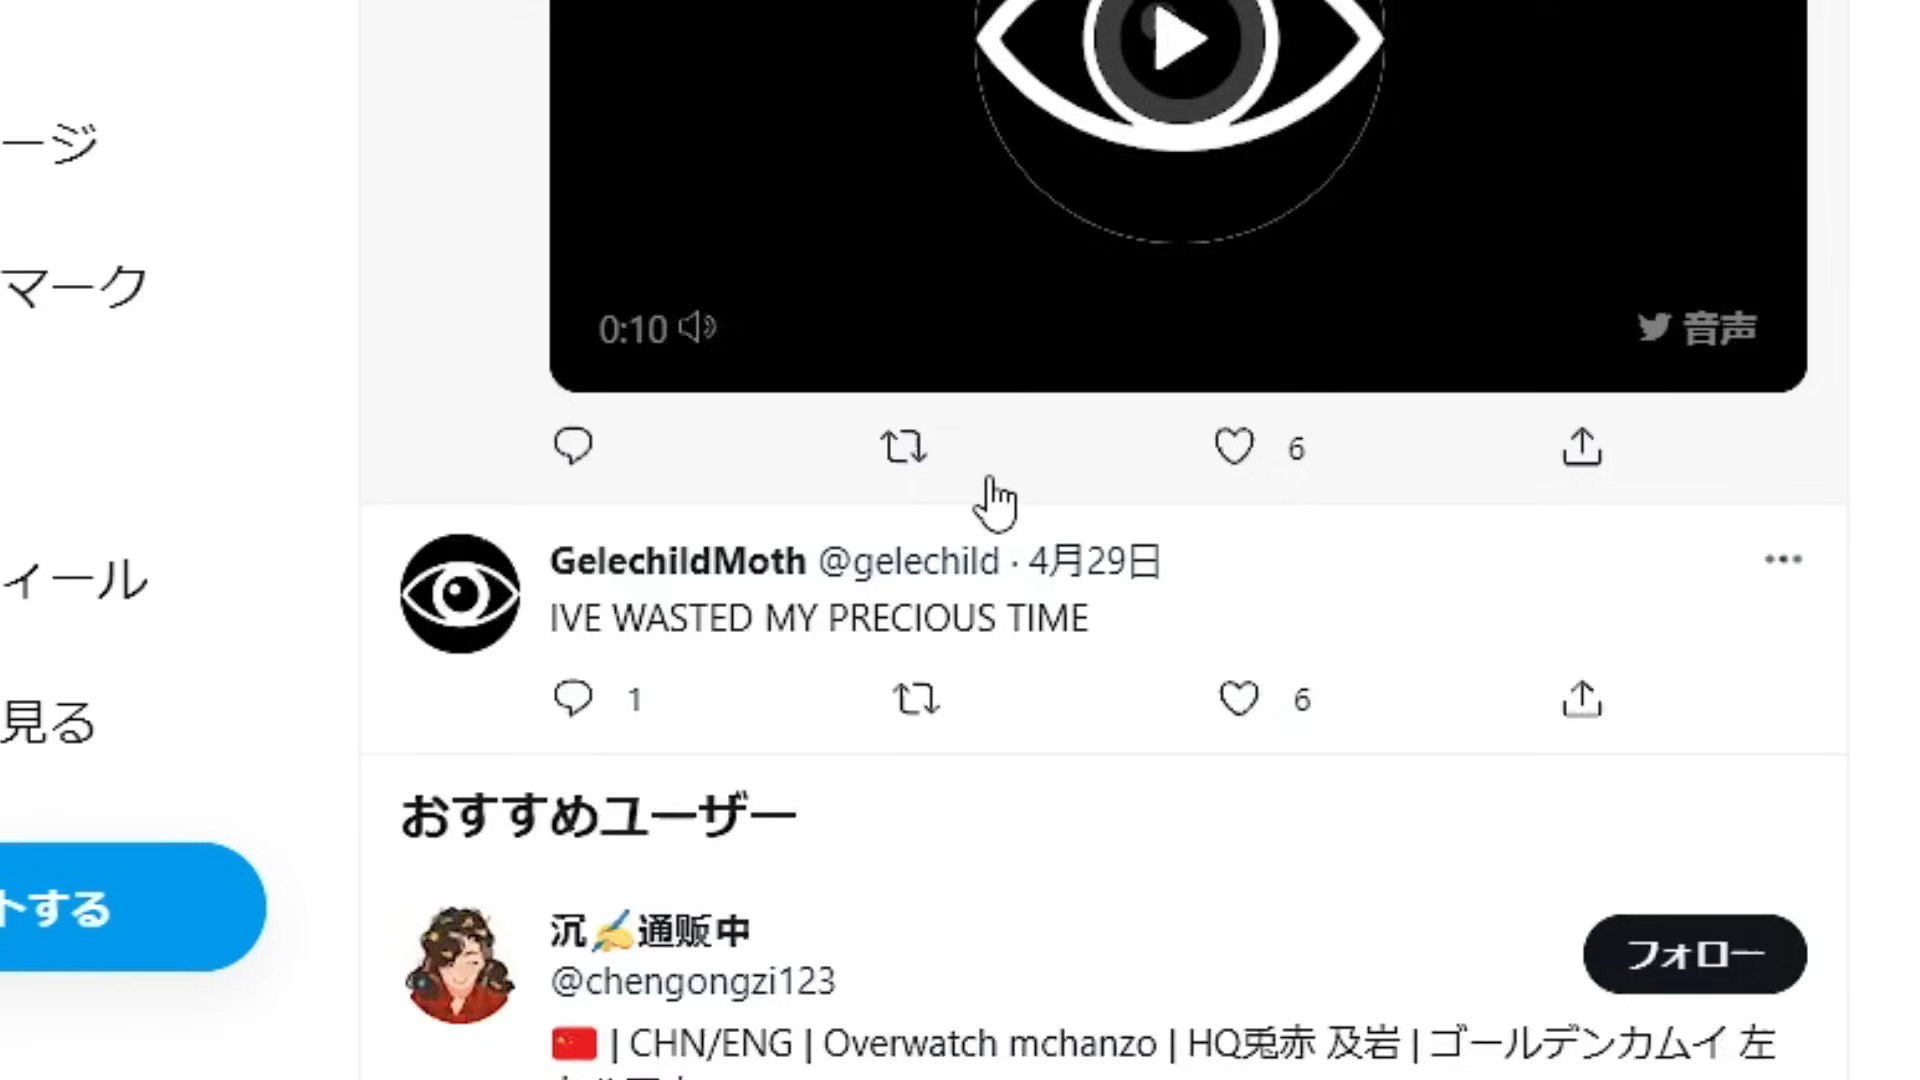 ージ
マーク
ィール
見る
トする
0:10
音声
6
GelechildMoth @gelechild · 4月29日
IVE WASTED MY PRECIOUS TIME
1
6
おすすめユーザー
沉✍通贩中
@chengongzi123
フォロー
🇨🇳 | CHN/ENG | Overwatch mchanzo | HQ兎赤 及岩 | ゴールデンカムイ 左